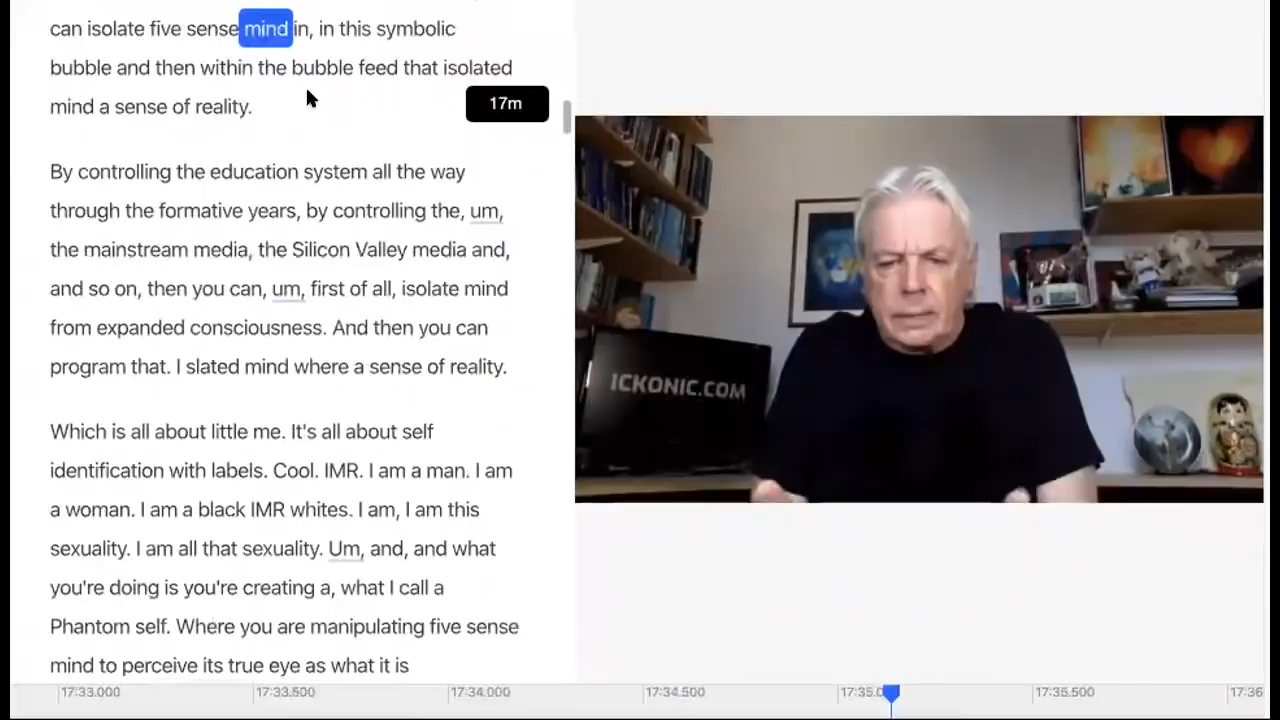 can isolate five sense mind in, in this symbolic
bubble and then within the bubble feed that isolated
mind a sense of reality.
17m
By controlling the education system all the way
through the formative years, by controlling the, um,
the mainstream media, the Silicon Valley media and,
and so on, then you can, um, first of all, isolate mind
from expanded consciousness. And then you can
program that. I slated mind where a sense of reality.
Which is all about little me. It's all about self
identification with labels. Cool. IMR. I am a man. I am
a woman. I am a black IMR whites. I am, I am this
sexuality. I am all that sexuality. Um, and, and what
you're doing is you're creating a, what I call a
Phantom self. Where you are manipulating five sense
mind to perceive its true eye as what it is
ICKONIC.COM
17:33.000 17:33.500 17:34.000 17:34.500 17:35.0 17:35.500 17:36